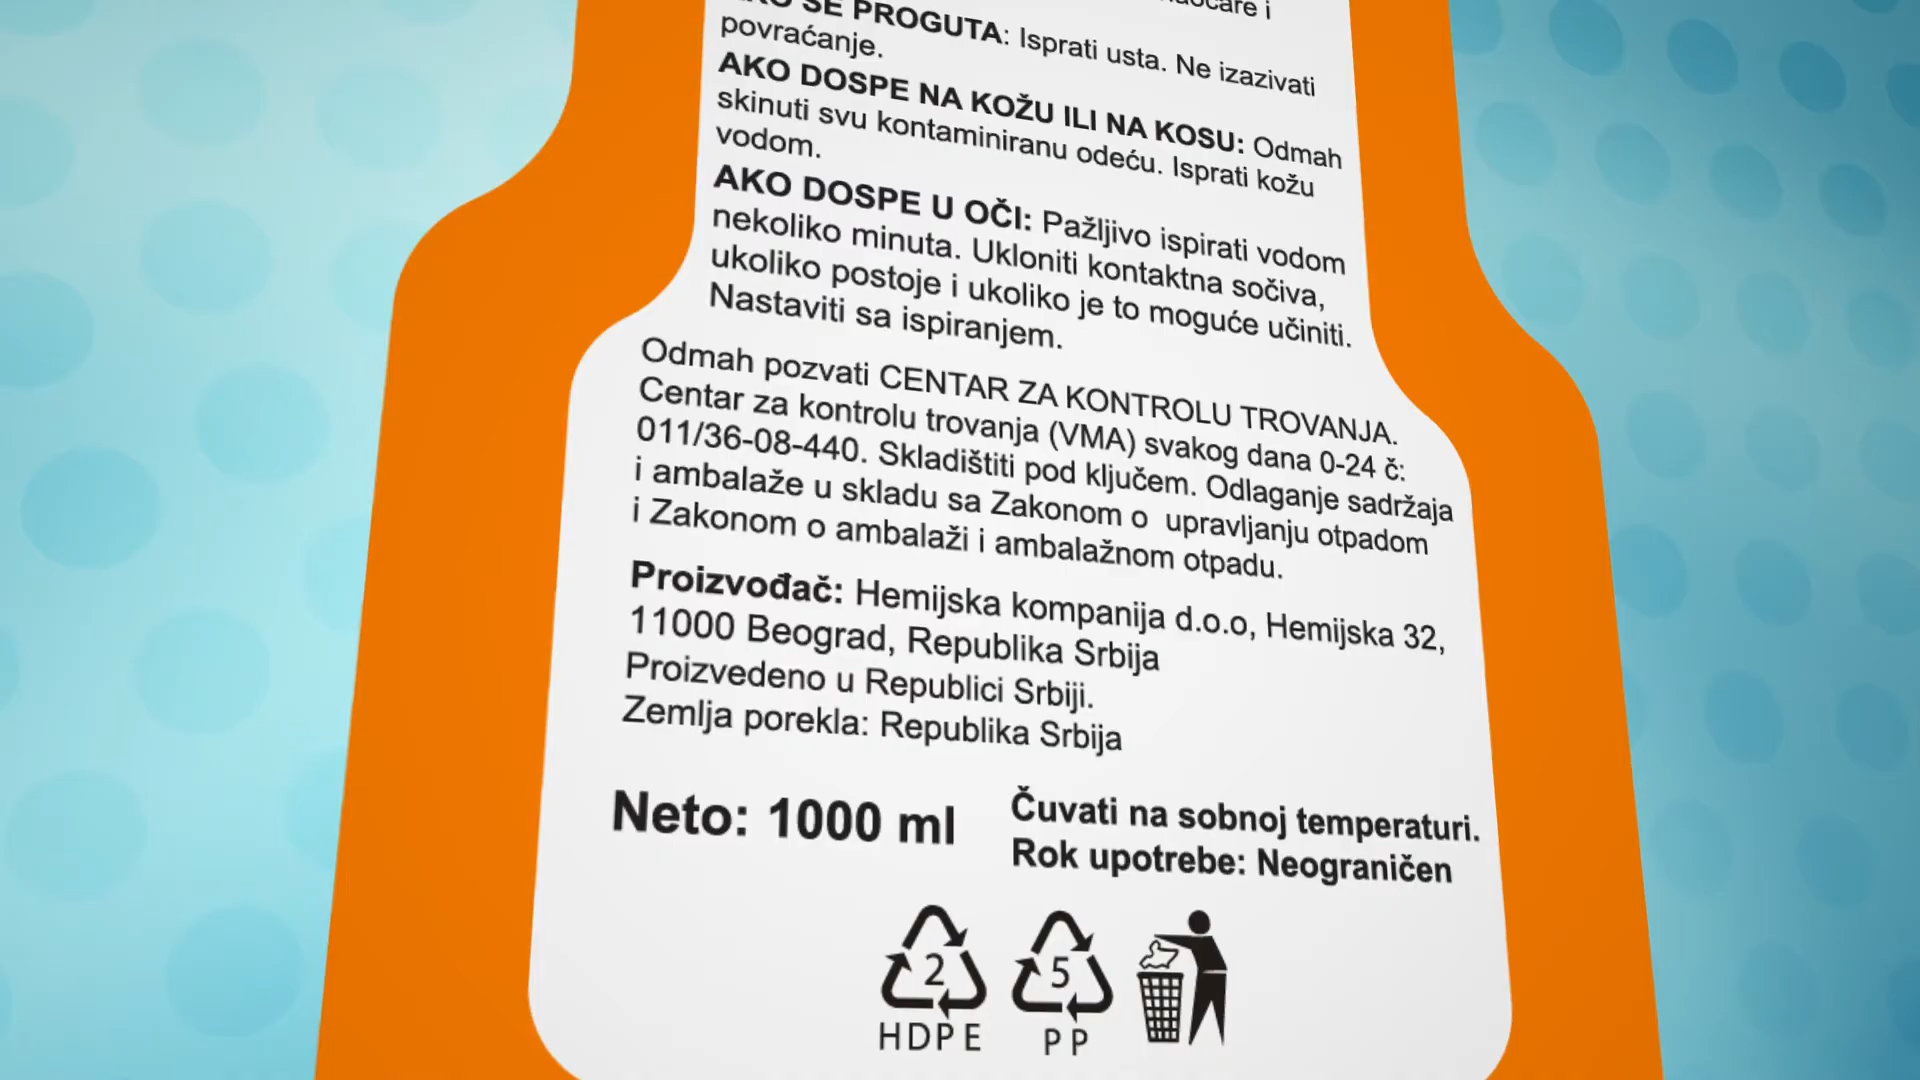 SE PROGUTA: Isprati usta. Ne izazivati
povraćanje.
AKO DOSPE NA KOŽU ILI NA KOSU: Odmah
skinuti svu kontaminiranu odeću. Isprati kožu
vodom.
AKO DOSPE U OČI: Pažljivo ispirati vodom
nekoliko minuta. Ukloniti kontaktna sočiva,
ukoliko postoje i ukoliko je to moguće učiniti.
Nastaviti sa ispiranjem.
Odmah pozvati CENTAR ZA KONTROLU TROVANJA.
Centar za kontrolu trovanja (VMA) svakog dana 0-24 č:
011/36-08-440. Skladištiti pod ključem. Odlaganje sadržaja
i ambalaže u skladu sa Zakonom o upravljanju otpadom
i Zakonom o ambalaži i ambalažnom otpadu.
Proizvođač: Hemijska kompanija d.o.o, Hemijska 32,
11000 Beograd, Republika Srbija
Proizvedeno u Republici Srbiji.
Zemlja porekla: Republika Srbija
Neto: 1000 ml
Čuvati na sobnoj temperaturi.
Rok upotrebe: Neograničen
2
HDPE
5
PP